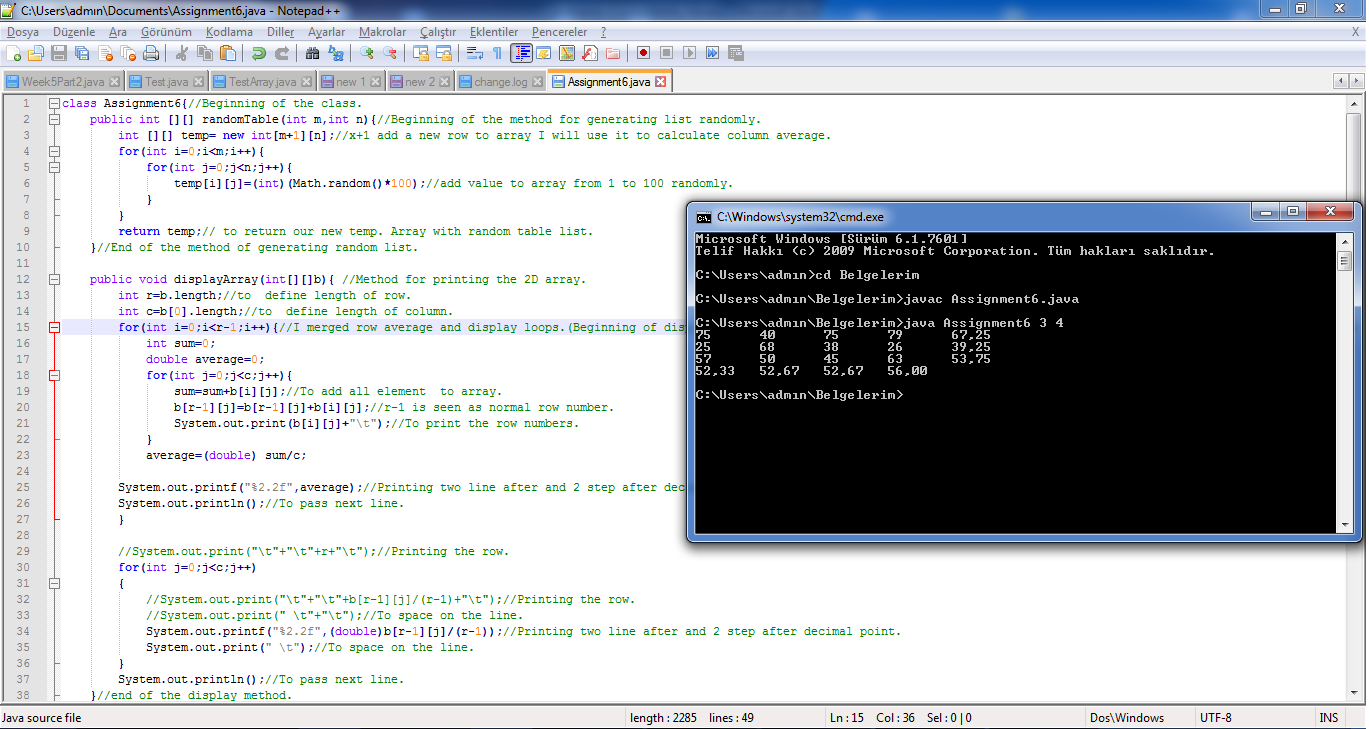 C:\Users\admın\Documents\Assignment6.java - Notepad++
Dosya Düzenle Ara Görünüm Kodlama Diller Ayarlar Makrolar Çalıştır Eklentiler Pencereler ? X
Week5Part2.java Test.java TestArray.java new 1 new 2 change.log Assignment6.java
1 class Assignment6{//Beginning of the class.
2 public int [][] randomTable(int m,int n){//Beginning of the method for generating list randomly.
3 int [][] temp= new int[m+1][n];//x+1 add a new row to array I will use it to calculate column average.
4 for(int i=0;i<m;i++){
5 for(int j=0;j<n;j++){
6 temp[i][j]=(int)(Math.random()*100);//add value to array from 1 to 100 randomly.
7 }
8 }
9 return temp;// to return our new temp. Array with random table list.
10 }//End of the method of generating random list.
11
12 public void displayArray(int[][]b){ //Method for printing the 2D array.
13 int r=b.length;//to  define length of row.
14 int c=b[0].length;//to  define length of column.
15 for(int i=0;i<r-1;i++){//I merged row average and display loops.(Beginning of dis
16 int sum=0;
17 double average=0;
18 for(int j=0;j<c;j++){
19 sum=sum+b[i][j];//To add all element  to array.
20 b[r-1][j]=b[r-1][j]+b[i][j];//r-1 is seen as normal row number.
21 System.out.print(b[i][j]+"\t");//To print the row numbers.
22 }
23 average=(double) sum/c;
24
25 System.out.printf("%2.2f",average);//Printing two line after and 2 step after dec
26 System.out.println();//To pass next line.
27 }
28
29 //System.out.print("\t"+"\t"+r+"\t");//Printing the row.
30 for(int j=0;j<c;j++)
31 {
32 //System.out.print("\t"+"\t"+b[r-1][j]/(r-1)+"\t");//Printing the row.
33 //System.out.print(" \t"+"\t");//To space on the line.
34 System.out.printf("%2.2f",(double)b[r-1][j]/(r-1));//Printing two line after and 2 step after decimal point.
35 System.out.print(" \t");//To space on the line.
36 }
37 System.out.println();//To pass next line.
38 }//end of the display method.
C:\Windows\system32\cmd.exe
Microsoft Windows [Sürüm 6.1.7601]
Telif Hakkı (c) 2009 Microsoft Corporation. Tüm hakları saklıdır.
C:\Users\admın>cd Belgelerim
C:\Users\admın\Belgelerim>javac Assignment6.java
C:\Users\admın\Belgelerim>java Assignment6 3 4
75 40 75 79 67,25
25 68 38 26 39,25
57 50 45 63 53,75
52,33 52,67 52,67 56,00
C:\Users\admın\Belgelerim>
Java source file length : 2285 lines : 49 Ln : 15 Col : 36 Sel : 0 | 0 Dos\Windows UTF-8 INS